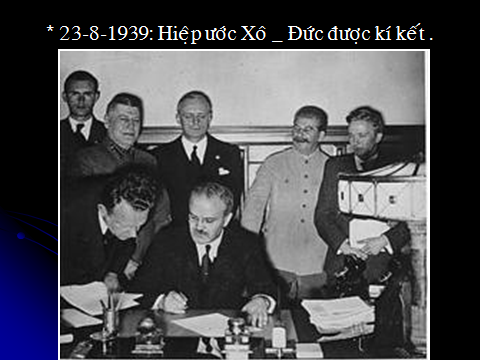 * 23-8-1939: Hiệp ước Xô _ Đức được kí kết .